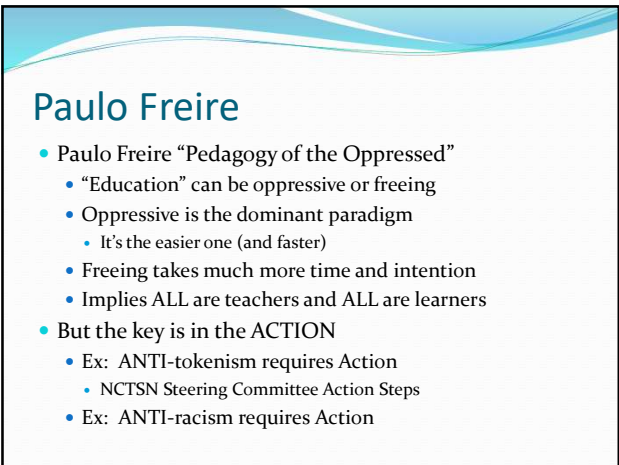 Paulo Freire
• Paulo Freire “Pedagogy of the Oppressed”
• “Education” can be oppressive or freeing
• Oppressive is the dominant paradigm
• It’s the easier one (and faster)
• Freeing takes much more time and intention
• Implies ALL are teachers and ALL are learners
• But the key is in the ACTION
• Ex: ANTI-tokenism requires Action
• NCTSN Steering Committee Action Steps
• Ex: ANTI-racism requires Action